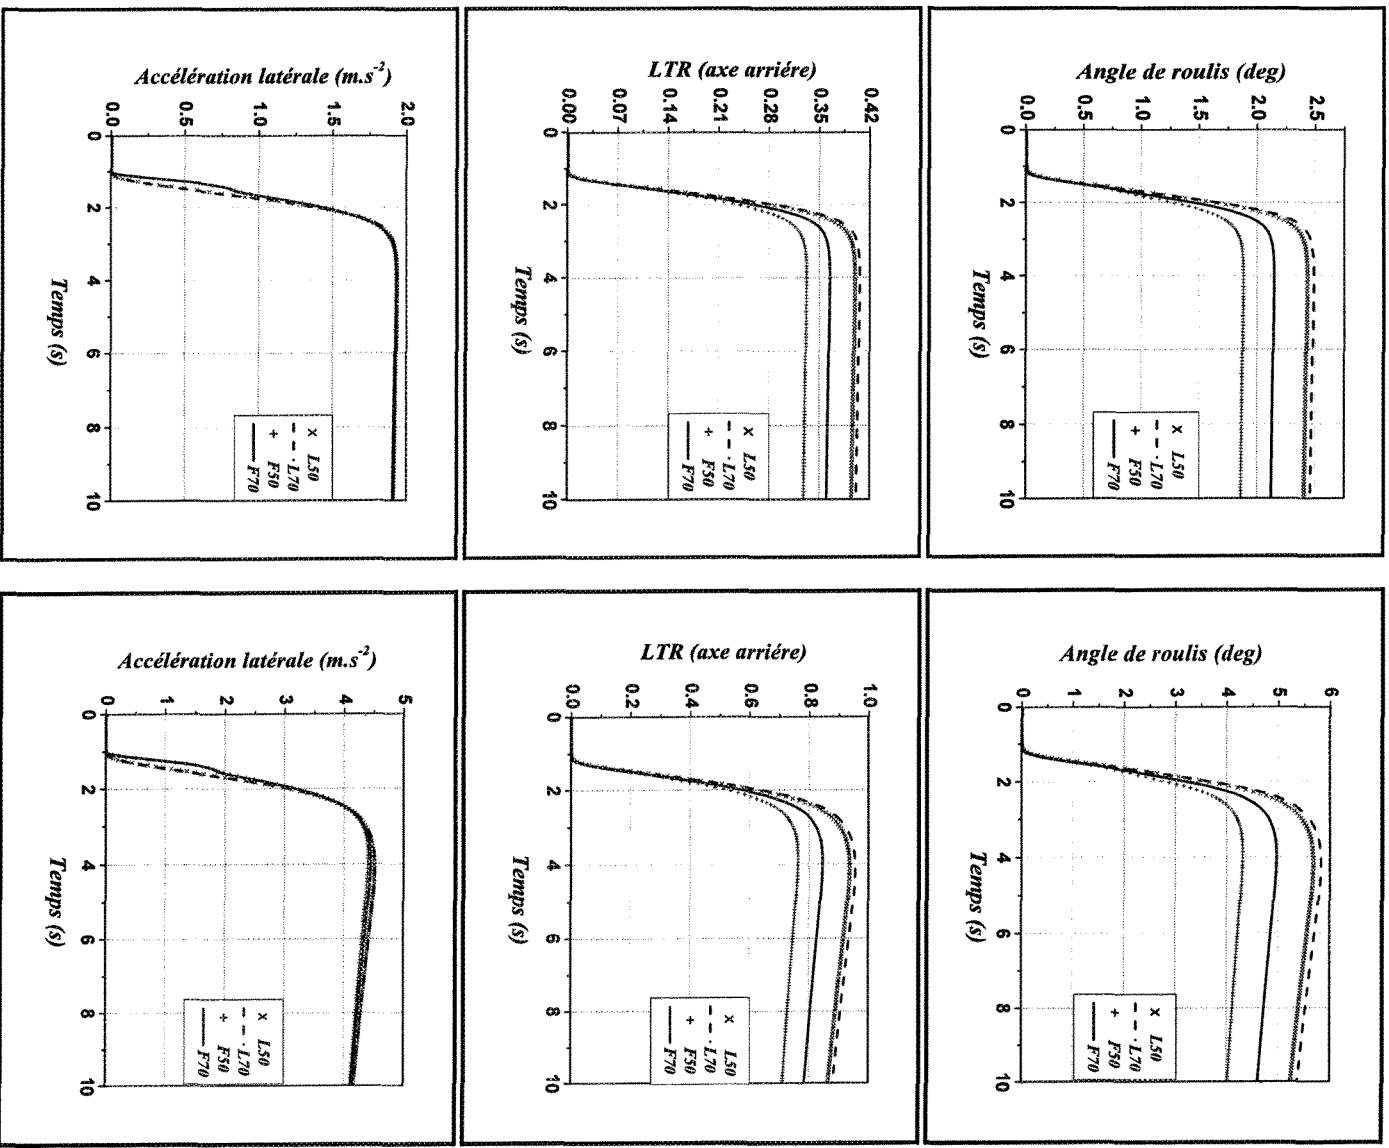 Accélération latérale (m.s-2)
0.0 0.5 1.0 1.5 2.0
0 2 4 6 8 10
Temps (s)
× L50
- - · L70
+ F50
— F70
LTR (axe arriére)
0.00 0.07 0.14 0.21 0.28 0.35 0.42
0 2 4 6 8 10
Temps (s)
× L50
- - · L70
+ F50
— F70
Angle de roulis (deg)
0.0 0.5 1.0 1.5 2.0 2.5
0 2 4 6 8 10
Temps (s)
× L50
- - · L70
+ F50
— F70
Accélération latérale (m.s-2)
0 1 2 3 4 5
0 2 4 6 8 10
Temps (s)
× L50
- - · L70
+ F50
— F70
LTR (axe arriére)
0.0 0.2 0.4 0.6 0.8 1.0
0 2 4 6 8 10
Temps (s)
× L50
- - · L70
+ F50
— F70
Angle de roulis (deg)
0 1 2 3 4 5 6
0 2 4 6 8 10
Temps (s)
× L50
- - · L70
+ F50
— F70